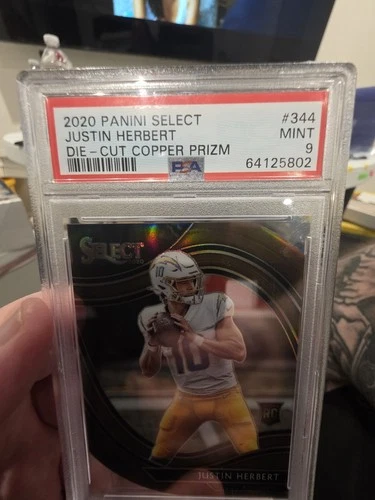 2020 PANINI SELECT #344
JUSTIN HERBERT MINT
DIE-CUT COPPER PRIZM 9
PSA 64125802
SELECT
10
10
RC
JUSTIN HERBERT